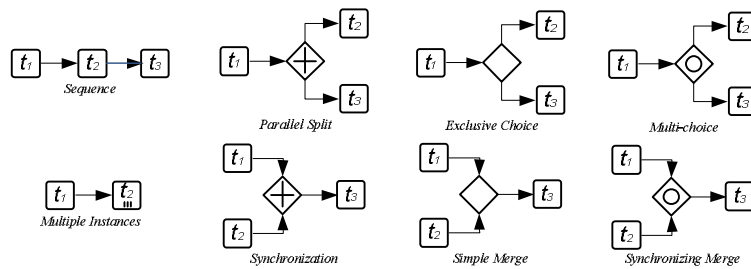 t1 t2 t3
Sequence
t1 t2 t3
Parallel Split
t1 t2 t3
Exclusive Choice
t1 t2 t3
Multi-choice
t1 t2
Multiple Instances
t1 t2 t3
Synchronization
t1 t2 t3
Simple Merge
t1 t2 t3
Synchronizing Merge